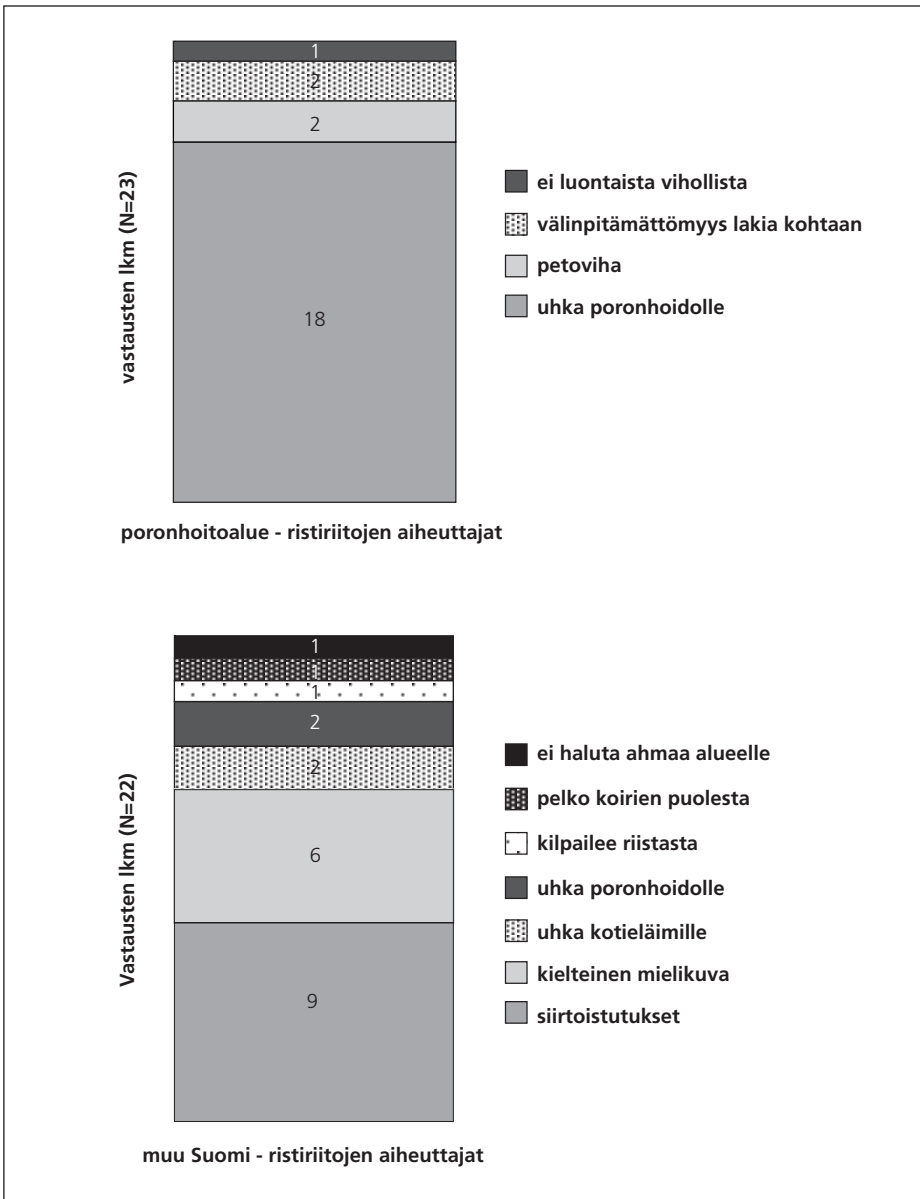 1
2
2
18
vastausten lkm (N=23)
ei luontaista vihollista
välinpitämättömyys lakia kohtaan
petoviha
uhka poronhoidolle
poronhoitoalue - ristiriitojen aiheuttajat
1
1
1
2
2
6
9
Vastausten lkm (N=22)
ei haluta ahmaa alueelle
pelko koirien puolesta
kilpailee riistasta
uhka poronhoidolle
uhka kotieläimille
kielteinen mielikuva
siirtoistutukset
muu Suomi - ristiriitojen aiheuttajat